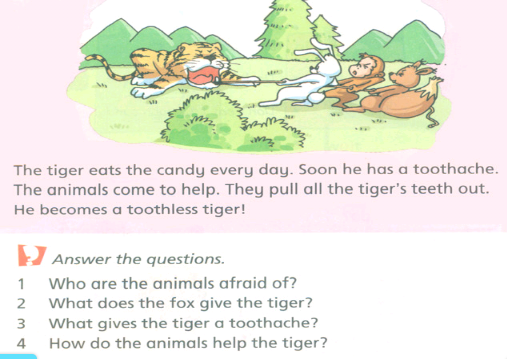 The tiger eats the candy every day. Soon he has a toothache.
The animals come to help. They pull all the tiger's teeth out.
He becomes a toothless tiger!
Answer the questions.
1 Who are the animals afraid of?
2 What does the fox give the tiger?
3 What gives the tiger a toothache?
4 How do the animals help the tiger?